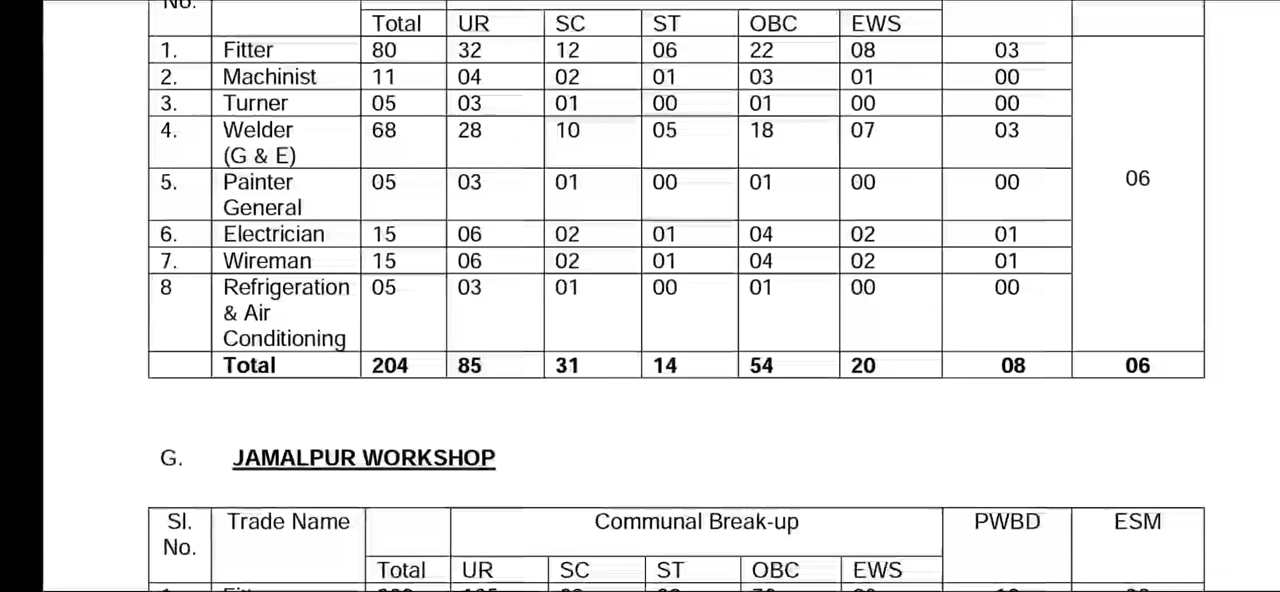 No.
Total UR SC ST OBC EWS
1. Fitter 80 32 12 06 22 08 03
2. Machinist 11 04 02 01 03 01 00
3. Turner 05 03 01 00 01 00 00
4. Welder 68 28 10 05 18 07 03
(G & E)
06
5. Painter 05 03 01 00 01 00 00
General
6. Electrician 15 06 02 01 04 02 01
7. Wireman 15 06 02 01 04 02 01
8 Refrigeration 05 03 01 00 01 00 00
& Air
Conditioning
Total 204 85 31 14 54 20 08 06
G. JAMALPUR WORKSHOP
Sl. Trade Name Communal Break-up PWBD ESM
No.
Total UR SC ST OBC EWS